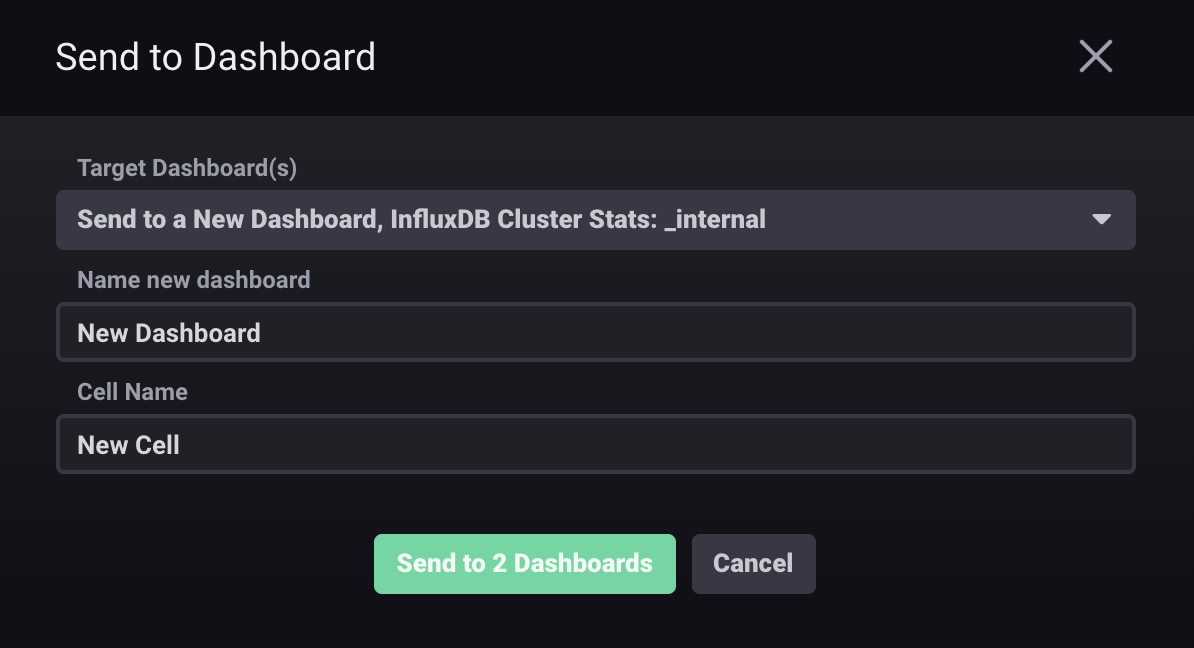 Send to Dashboard
Target Dashboard(s)
Send to a New Dashboard, InfluxDB Cluster Stats: _internal
Name new dashboard
New Dashboard
Cell Name
New Cell
Send to 2 Dashboards
Cancel